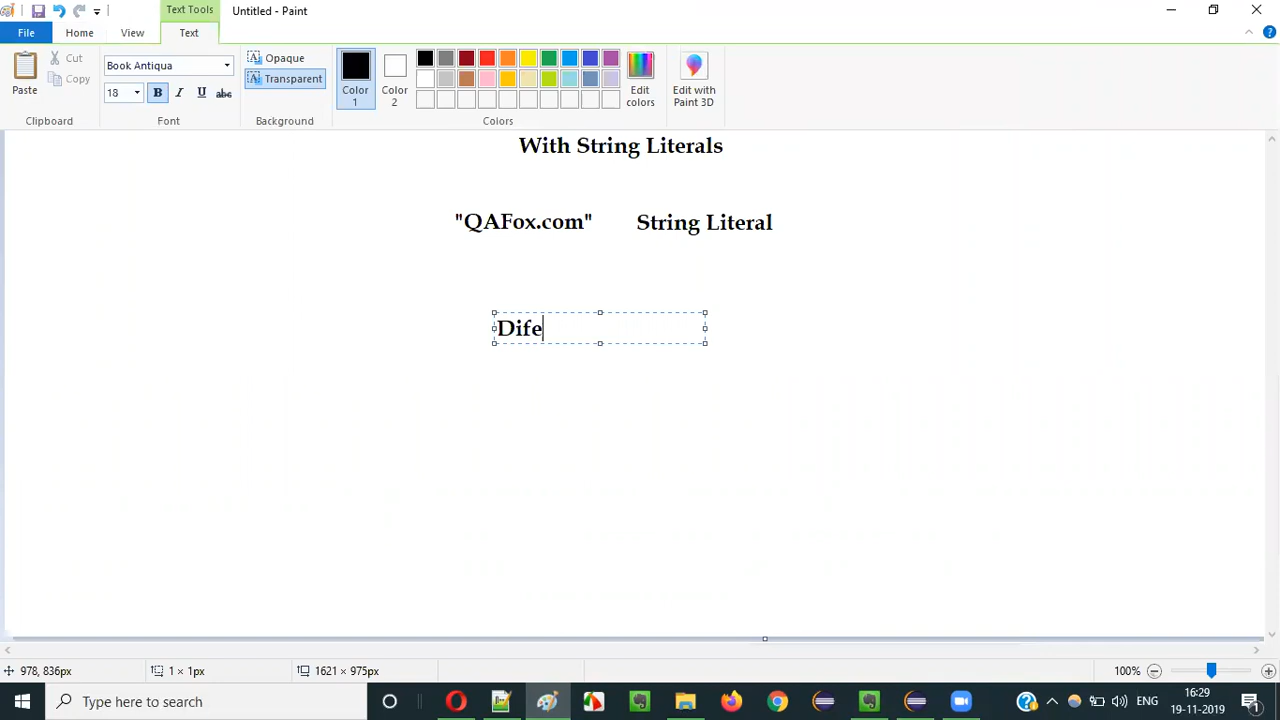 Text Tools
Untitled - Paint
File
Home
View
Text
Paste
Cut
Copy
Book Antiqua
18
B
I
U
abc
Opaque
Transparent
Color 1
Color 2
Edit colors
Edit with Paint 3D
Clipboard
Font
Background
Colors
With String Literals
"QAFox.com" String Literal
Dife
978, 836px
1 × 1px
1621 × 975px
100%
Type here to search
ENG
16:29
19-11-2019